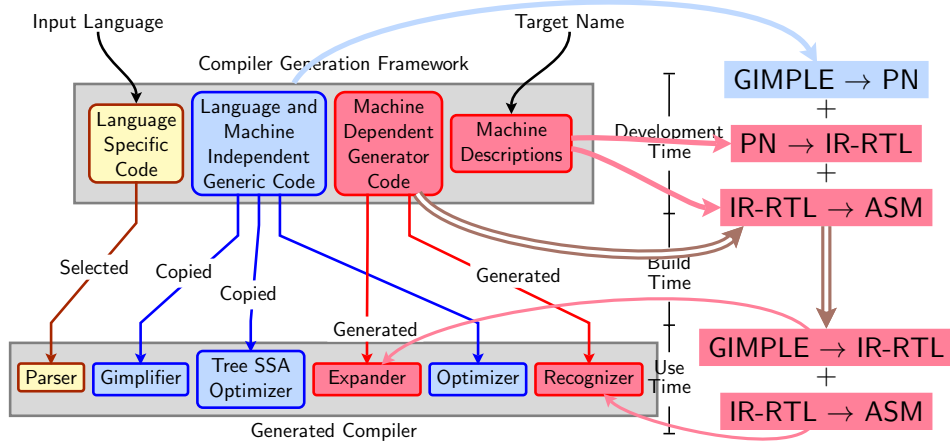 Input Language
Target Name
Compiler Generation Framework
Language
Specific
Code
Language and
Machine
Independent
Generic Code
Machine
Dependent
Generator
Code
Machine
Descriptions
Development
Time
GIMPLE → PN
+
PN → IR-RTL
+
IR-RTL → ASM
Selected
Copied
Copied
Generated
Generated
Build
Time
Parser
Gimplifier
Tree SSA
Optimizer
Expander
Optimizer
Recognizer
Use
Time
GIMPLE → IR-RTL
+
IR-RTL → ASM
Generated Compiler